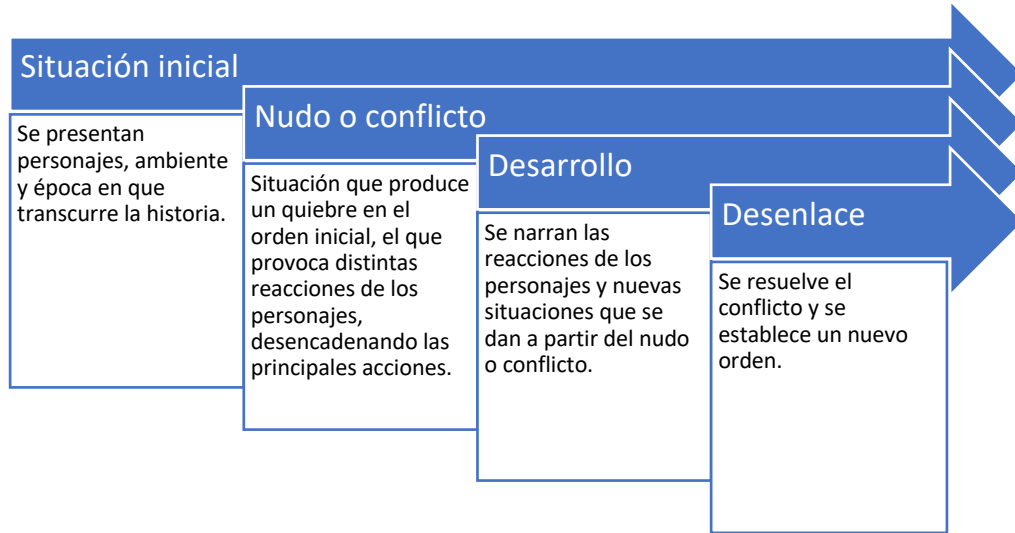 Situación inicial
Se presentan
personajes, ambiente
y época en que
transcurre la historia.
Nudo o conflicto
Situación que produce
un quiebre en el
orden inicial, el que
provoca distintas
reacciones de los
personajes,
desencadenando las
principales acciones.
Desarrollo
Se narran las
reacciones de los
personajes y nuevas
situaciones que se
dan a partir del nudo
o conflicto.
Desenlace
Se resuelve el
conflicto y se
establece un nuevo
orden.